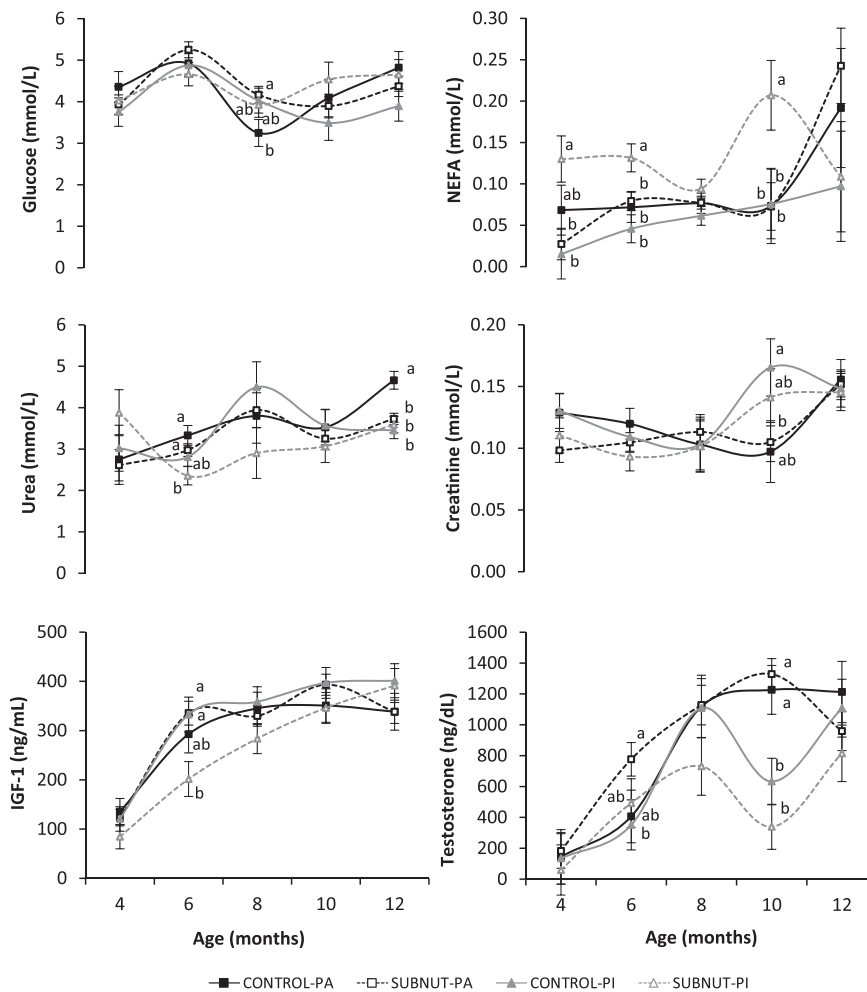 Glucose (mmol/L)
6
5
4
3
2
1
0
a
ab
ab
b
NEFA (mmol/L)
0.30
0.25
0.20
0.15
0.10
0.05
0.00
a
ab
b
b
a
b
b
b
a
b
b
b
Urea (mmol/L)
6
5
4
3
2
1
0
a
a
ab
b
a
b
b
b
Creatinine (mmol/L)
0.20
0.15
0.10
0.05
0.00
a
ab
b
ab
IGF-1 (ng/mL)
500
400
300
200
100
0
a
a
ab
b
4 6 8 10 12
Age (months)
Testosterone (ng/dL)
1600
1400
1200
1000
800
600
400
200
0
a
ab
ab
b
a
a
b
b
4 6 8 10 12
Age (months)
CONTROL-PA SUBNUT-PA CONTROL-PI SUBNUT-PI